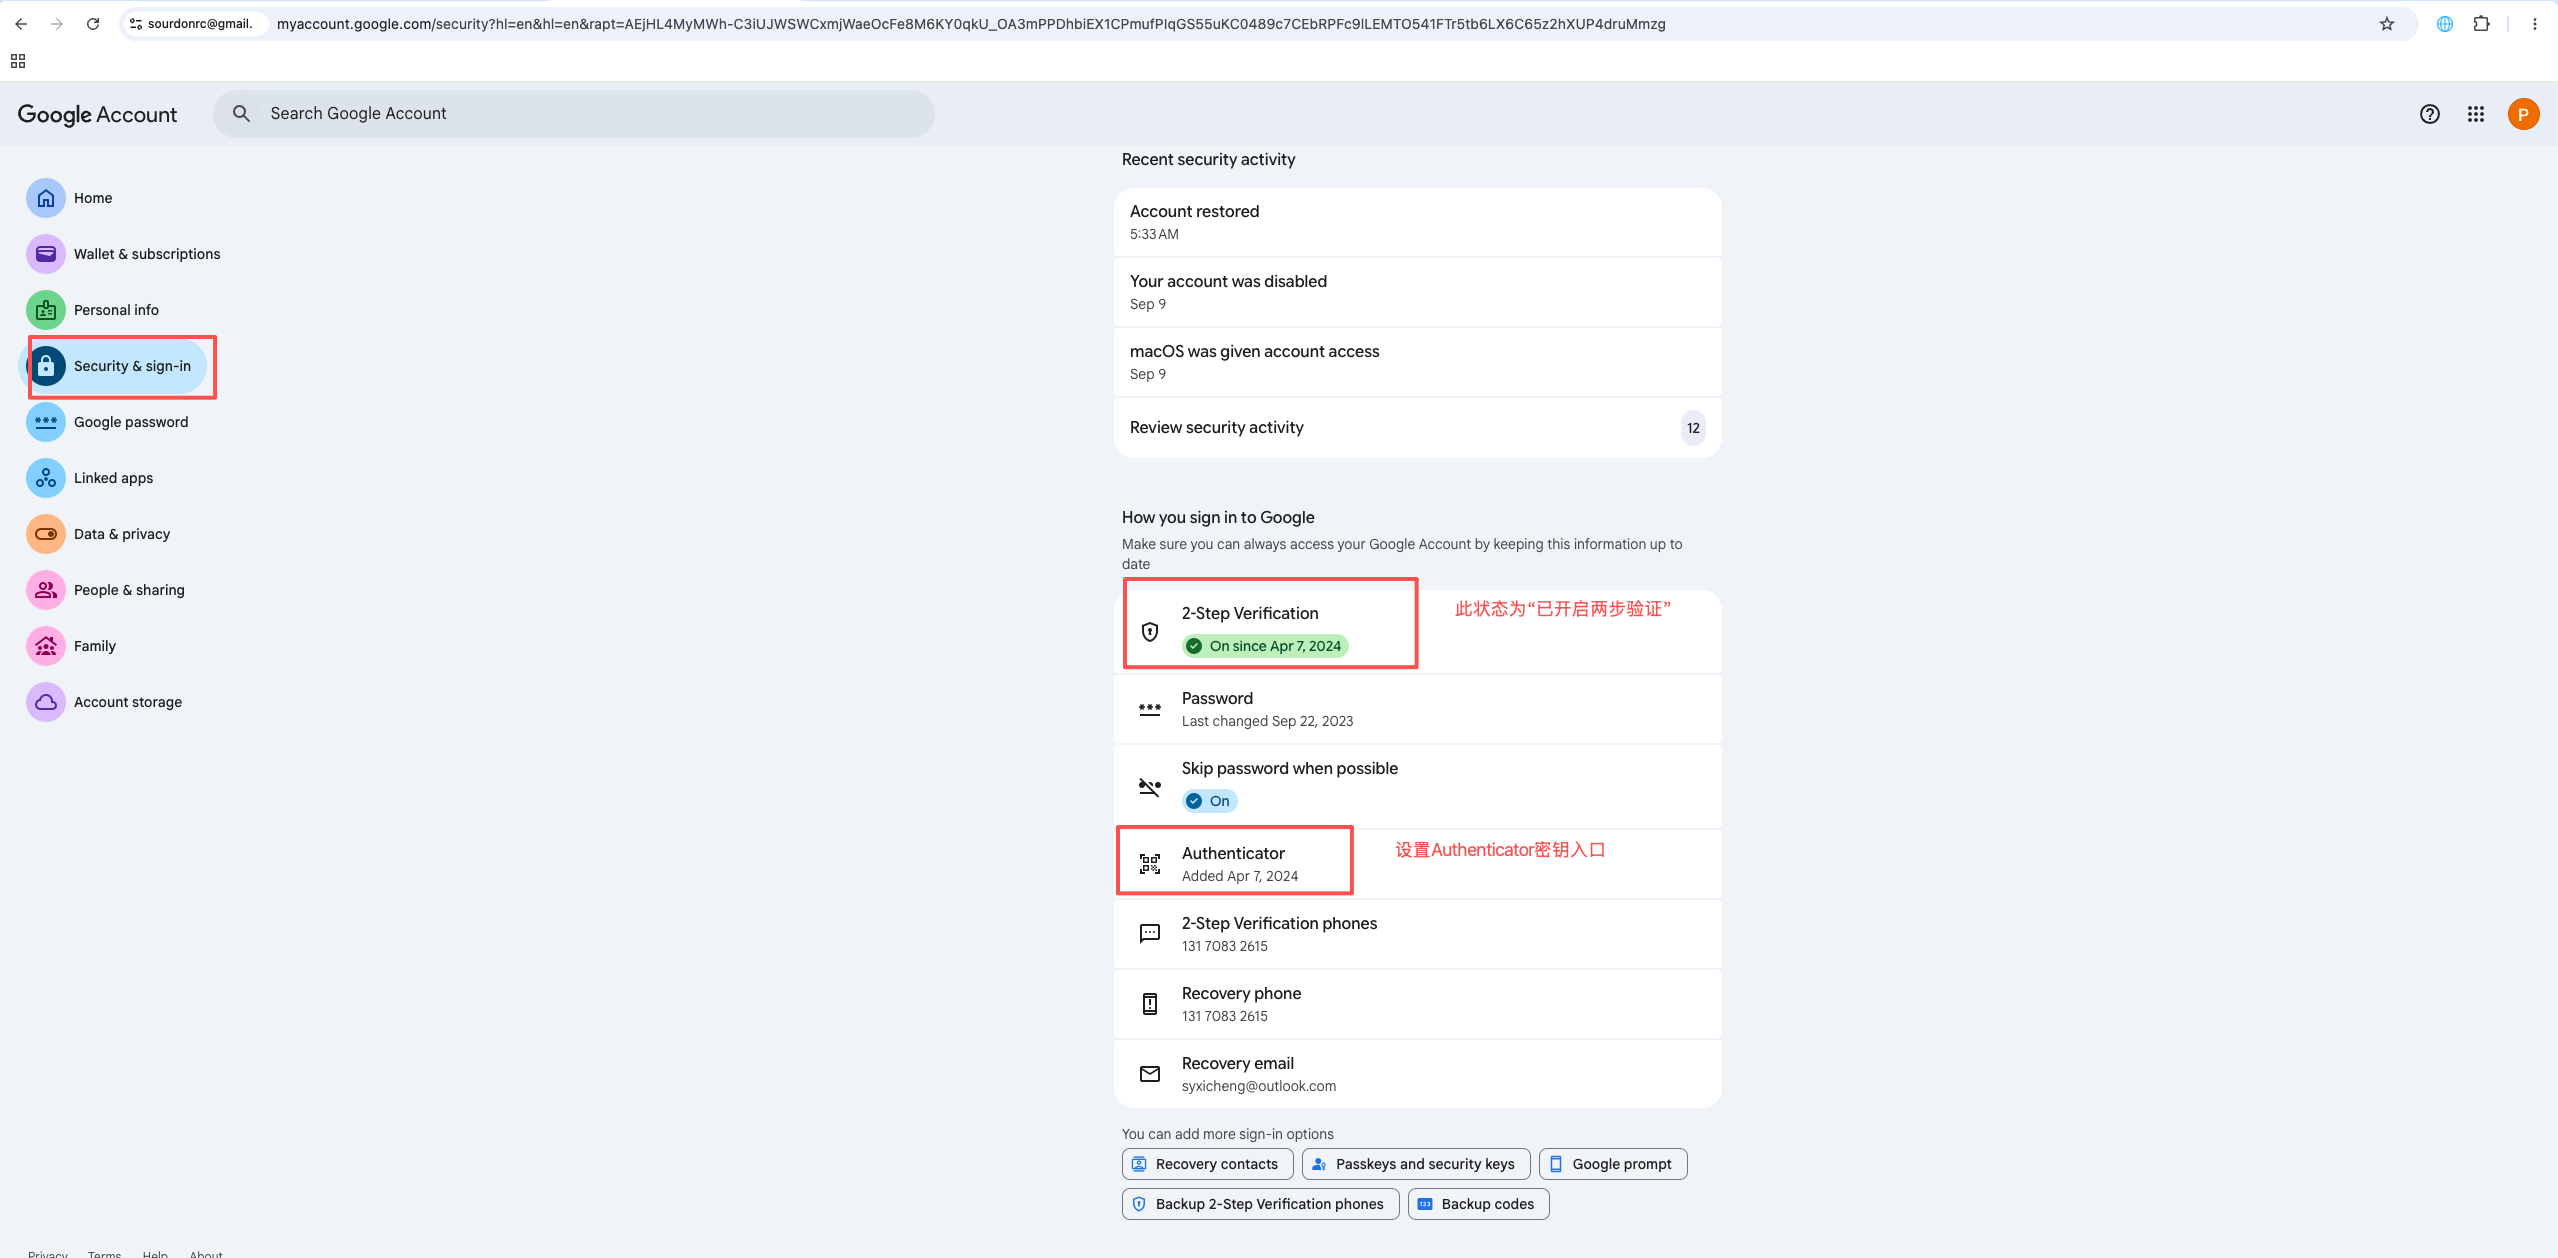 sourdonrc@gmail.
myaccount.google.com/security?hl=en&hl=en&rapt=AEjHL4MyMWh-C3iUJWSWCxmjWaeOcFe8M6KY0qkU_OA3mPPDhbiEX1CPmufPIqGS55uKC0489c7CEbRPFc9ILEMTO541FTr5tb6LX6C65z2hXUP4druMmzg
Google Account
Search Google Account
P
Home
Wallet & subscriptions
Personal info
Security & sign-in
Google password
Linked apps
Data & privacy
People & sharing
Family
Account storage
Recent security activity
Account restored
5:33 AM
Your account was disabled
Sep 9
macOS was given account access
Sep 9
Review security activity
12
How you sign in to Google
Make sure you can always access your Google Account by keeping this information up to
date
2-Step Verification
On since Apr 7, 2024
此状态为“已开启两步验证”
Password
Last changed Sep 22, 2023
Skip password when possible
On
Authenticator
Added Apr 7, 2024
设置Authenticator密钥入口
2-Step Verification phones
131 7083 2615
Recovery phone
131 7083 2615
Recovery email
syxicheng@outlook.com
You can add more sign-in options
Recovery contacts
Passkeys and security keys
Google prompt
Backup 2-Step Verification phones
Backup codes
Privacy Terms Help About